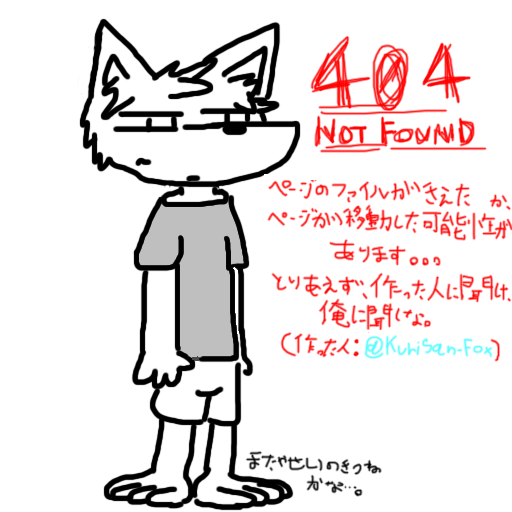 404
NOT FOUND
ページのファイルがきえた か、
ページが移動した可能性が
あります。。。
とりあえず、作った人に聞け、
俺に聞けよ。
(作った人:@Kurisan-Fox)
またやせいのきつね
かな…。